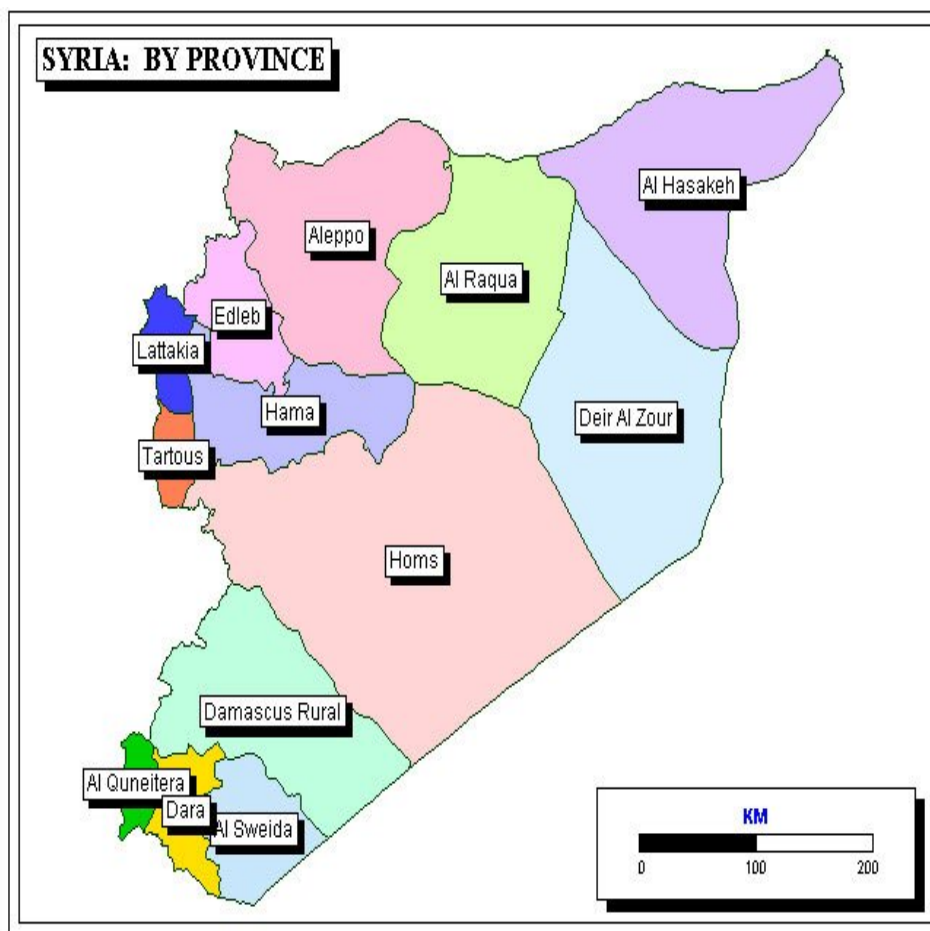 SYRIA: BY PROVINCE
Al Hasakeh
Aleppo
Al Raqua
Edleb
Lattakia
Hama
Deir Al Zour
Tartous
Homs
Damascus Rural
Al Quneitera
Dara
Al Sweida
KM
0 100 200